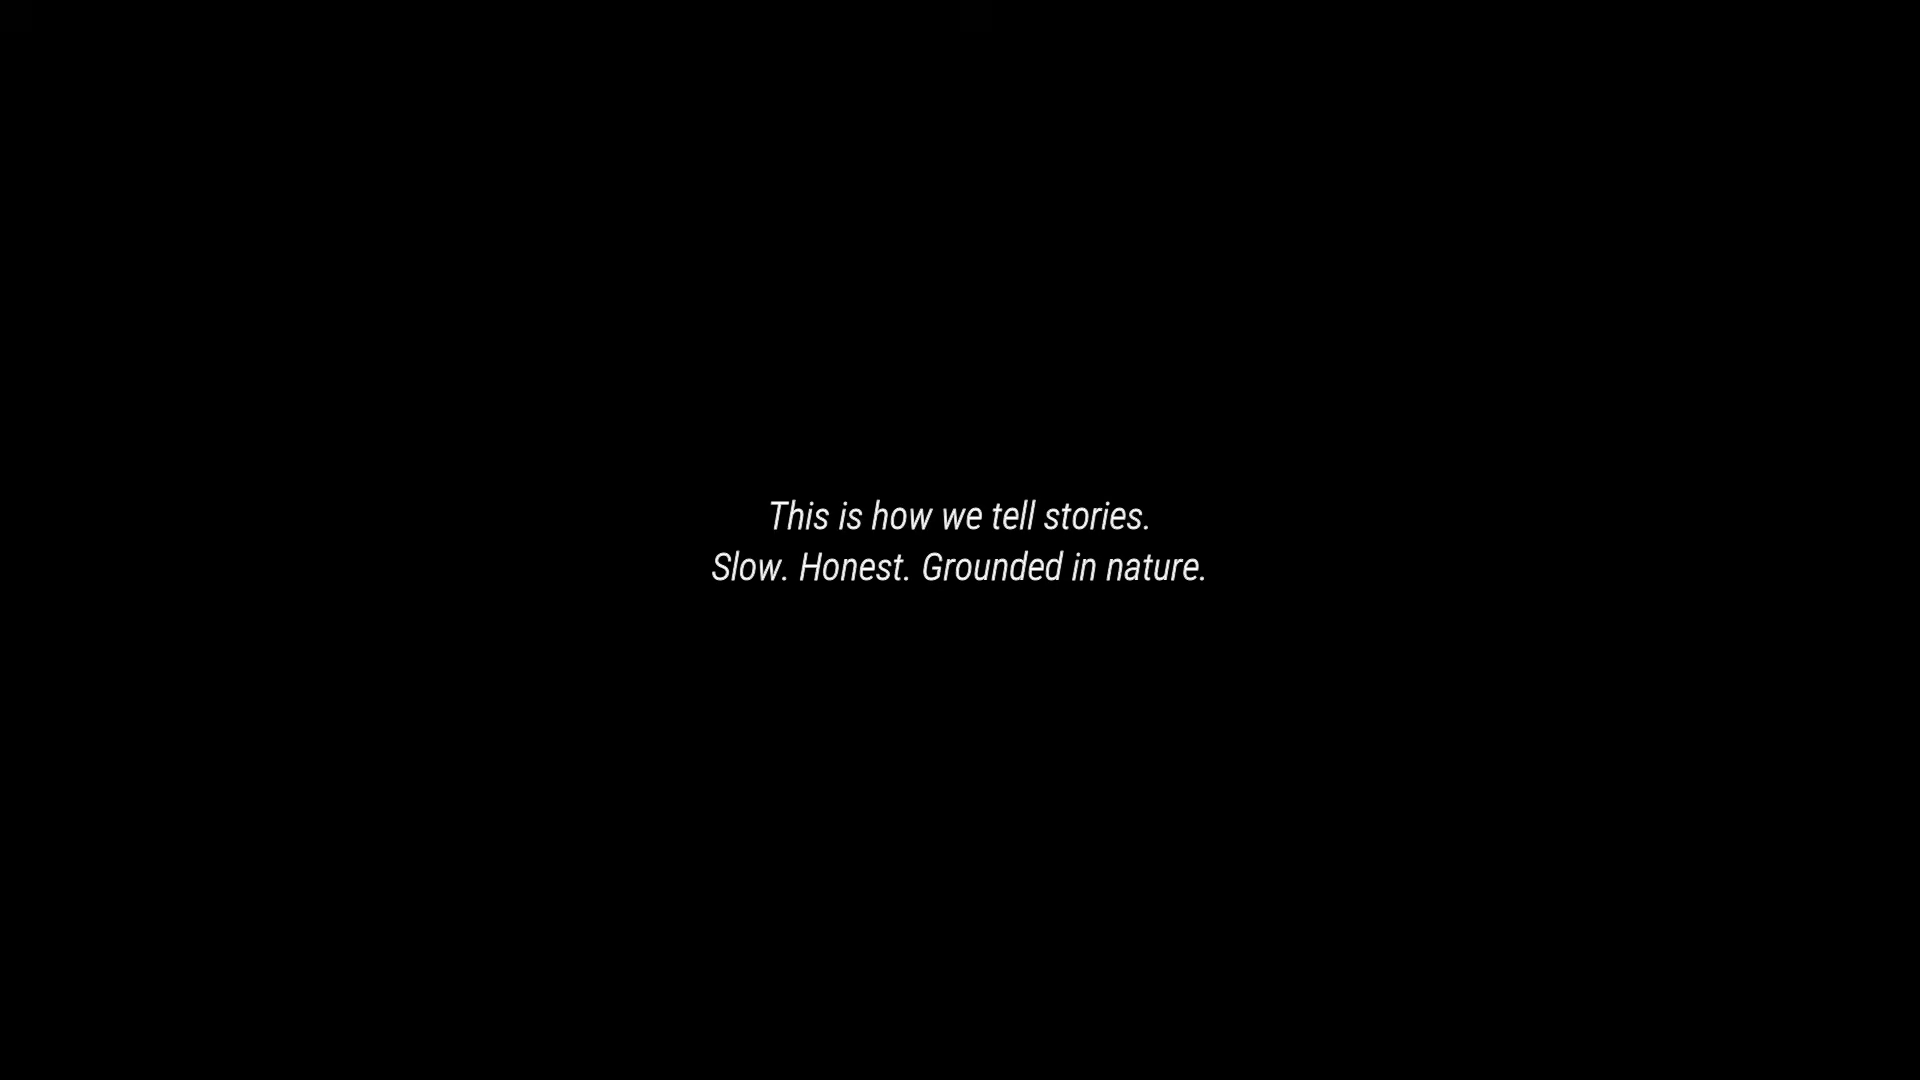 This is how we tell stories.
Slow. Honest. Grounded in nature.